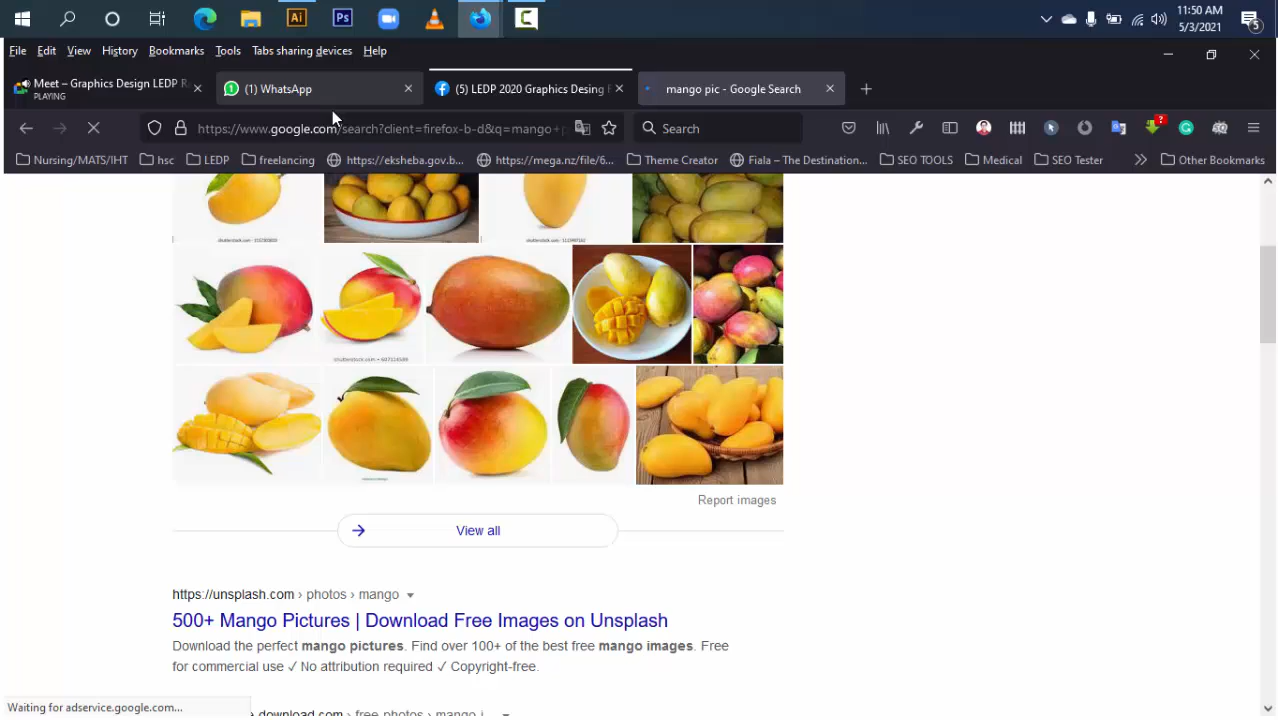 11:50 AM
5/3/2021
5
File Edit View History Bookmarks Tools Tabs sharing devices Help
Meet – Graphics Design LEDP R
PLAYING
(1) WhatsApp
(5) LEDP 2020 Graphics Desing F
mango pic - Google Search
https://www.google.com/search?client=firefox-b-d&q=mango+p
Search
Nursing/MATS/IHT hsc LEDP freelancing https://eksheba.gov.b... https://mega.nz/file/6... Theme Creator Fiala – The Destination... SEO TOOLS Medical SEO Tester Other Bookmarks
Report images
View all
https://unsplash.com › photos › mango
500+ Mango Pictures | Download Free Images on Unsplash
Download the perfect mango pictures. Find over 100+ of the best free mango images. Free
for commercial use ✓ No attribution required ✓ Copyright-free.
Waiting for adservice.google.com...